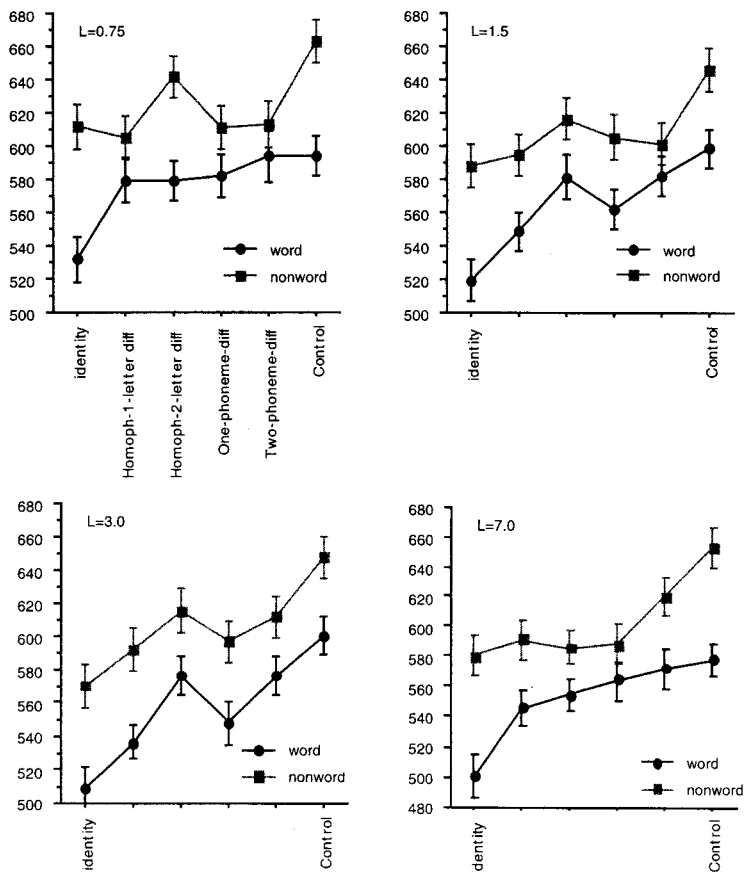 680
660
640
620
600
580
560
540
520
500
L=0.75
word
nonword
identity
Homoph-1-letter diff
Homoph-2-letter diff
One-phoneme-diff
Two-phoneme-diff
Control
680
660
640
620
600
580
560
540
520
500
L=1.5
word
nonword
identity
Control
680
660
640
620
600
580
560
540
520
500
L=3.0
word
nonword
identity
Control
680
660
640
620
600
580
560
540
520
500
480
L=7.0
word
nonword
dentity
Control